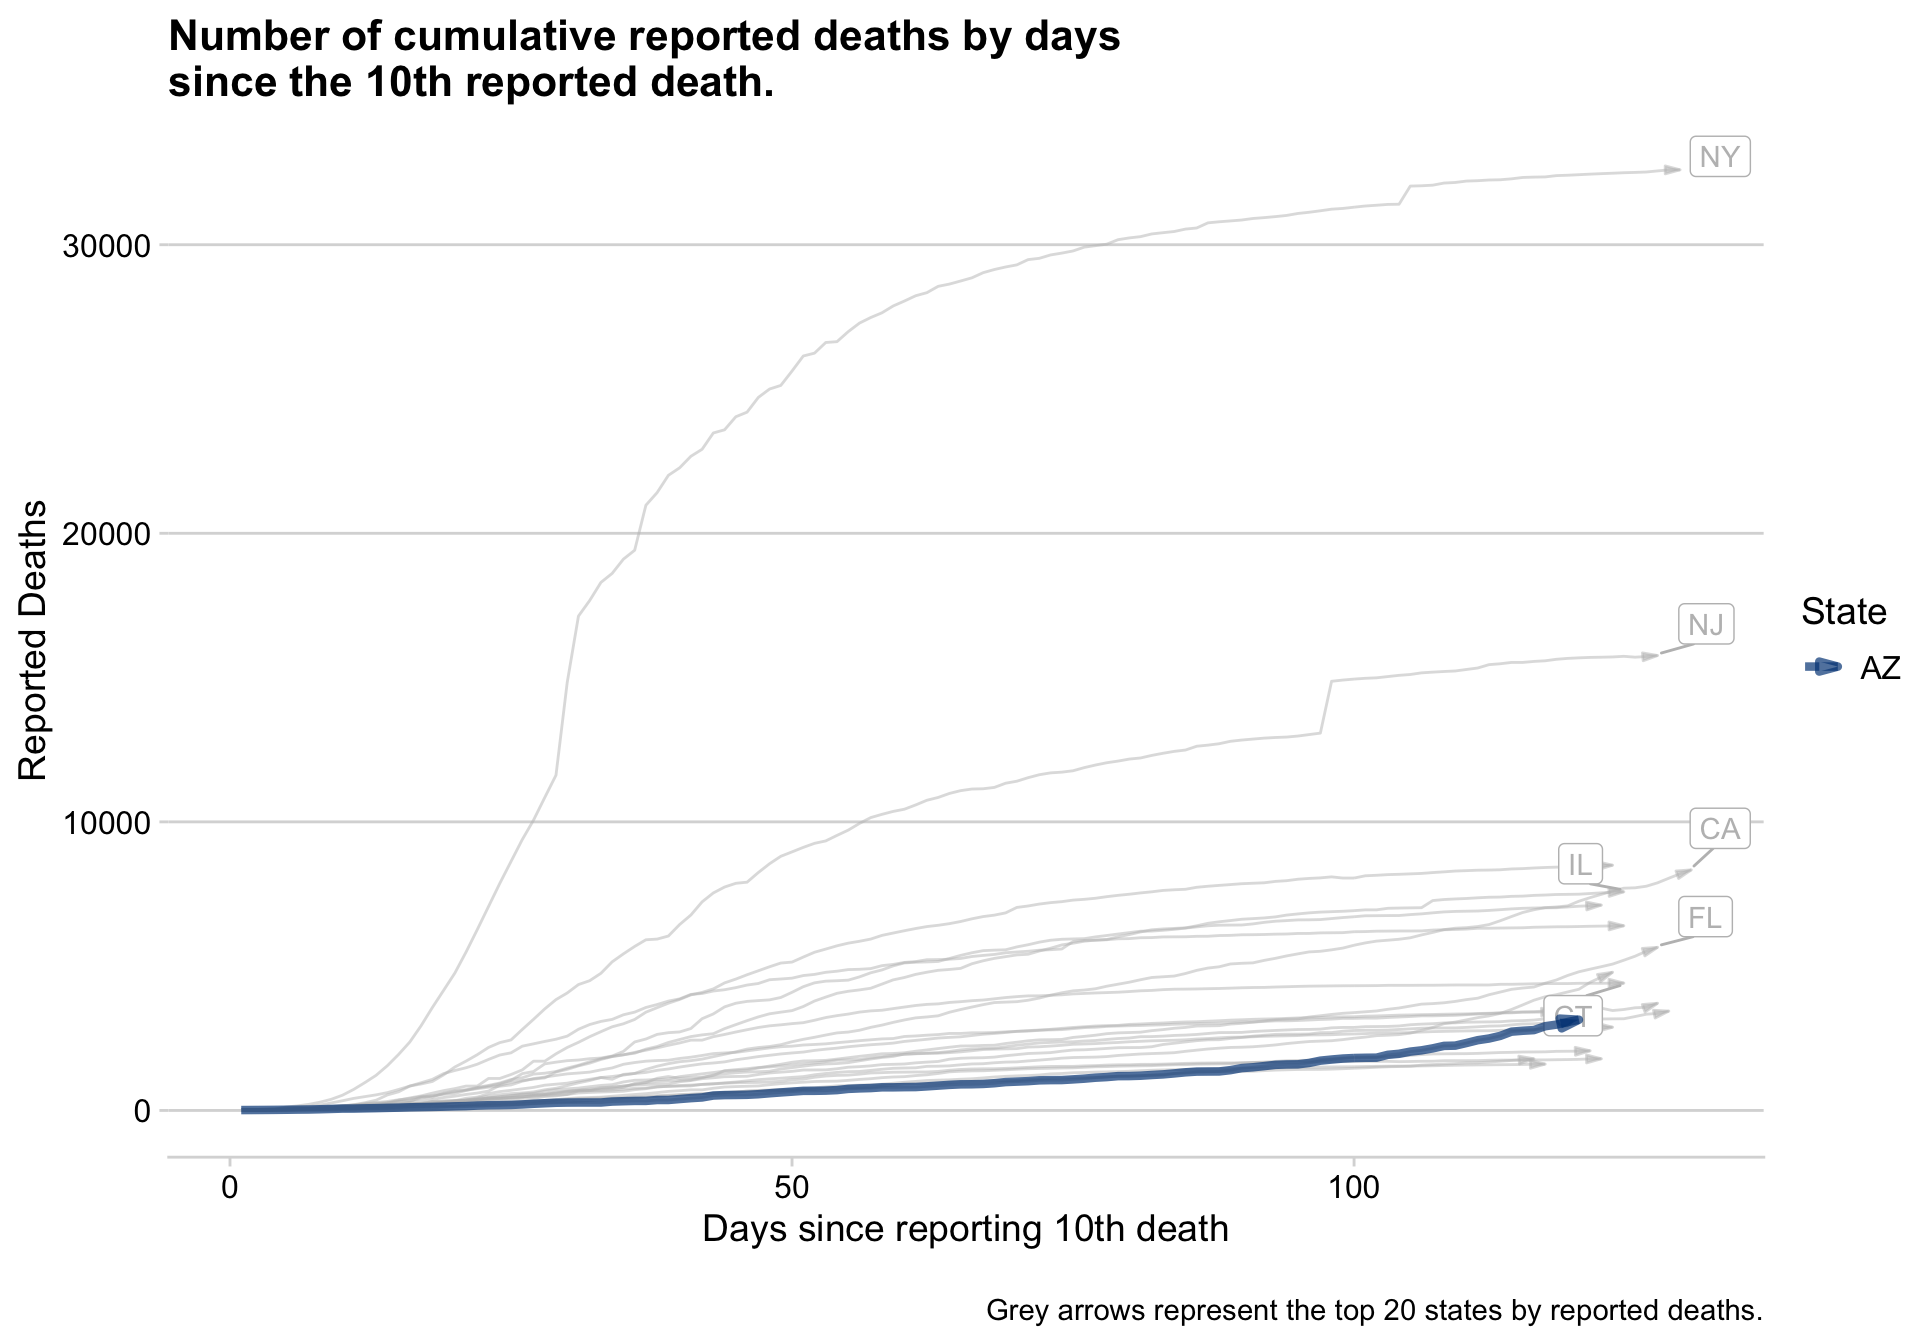 Number of cumulative reported deaths by days
since the 10th reported death.
NY
30000
20000
NJ
State
AZ
Reported Deaths
10000
CA
IL
FL
CT
0
0
50
100
Days since reporting 10th death
Grey arrows represent the top 20 states by reported deaths.